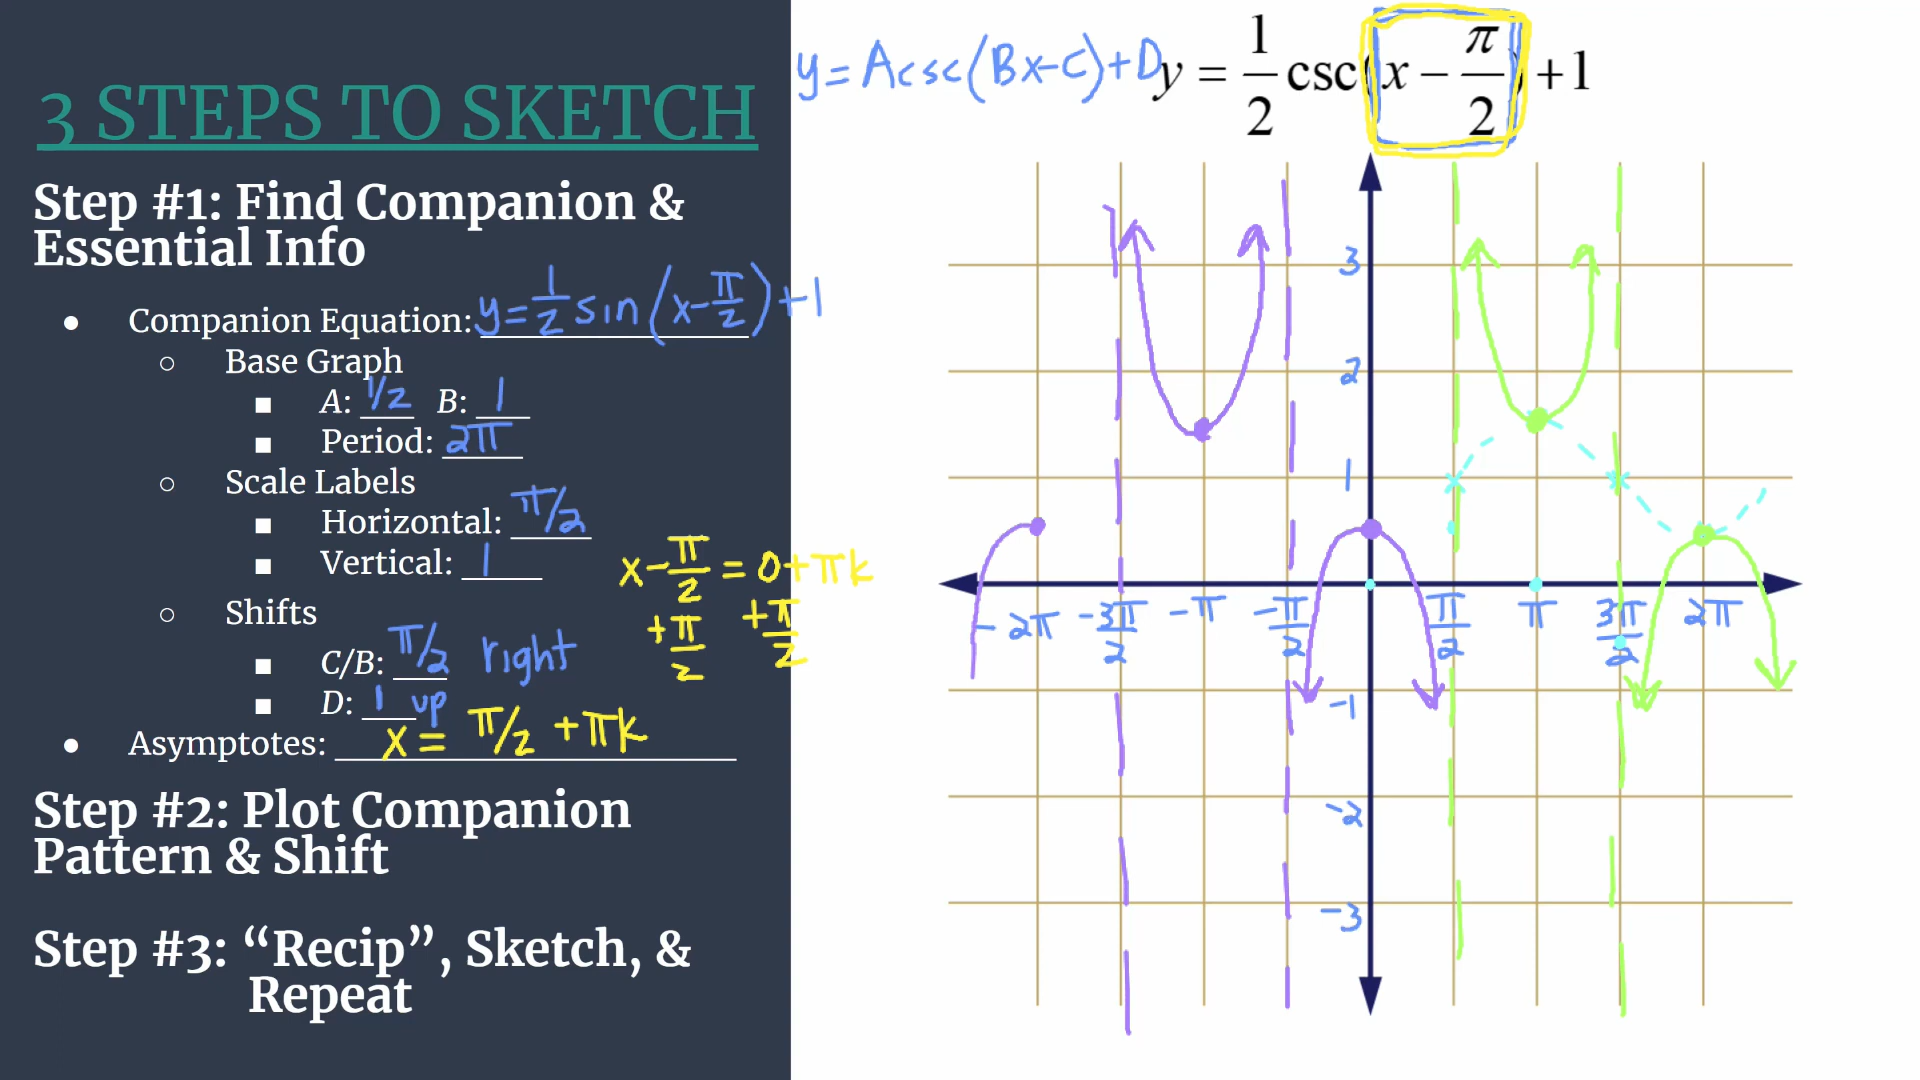 3 STEPS TO SKETCH
y = A csc(Bx-C)+D
y = 1/2 csc(x − π/2) + 1
Step #1: Find Companion &
Essential Info
Companion Equation: y = 1/2 sin(x-π/2)+1
Base Graph
A: 1/2 B: 1
Period: 2π
Scale Labels
Horizontal: π/2
Vertical: 1
Shifts
C/B: π/2 right
D: 1 up
Asymptotes: x = π/2 + πk
x - π/2 = 0 + πk
+π/2 +π/2
Step #2: Plot Companion
Pattern & Shift
Step #3: “Recip”, Sketch, &
Repeat
3
2
1
-2π -3π/2 -π -π/2 π/2 π 3π/2 2π
-1
-2
-3